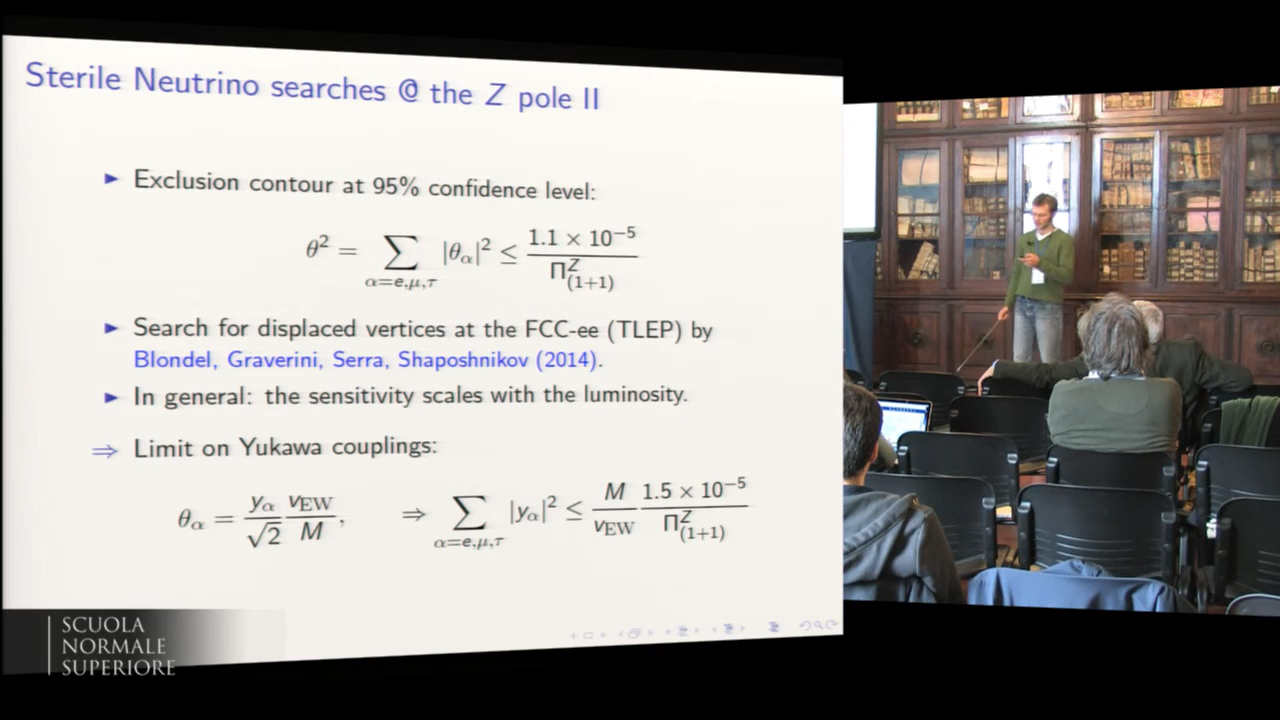 Sterile Neutrino searches @ the Z pole II
▶ Exclusion contour at 95% confidence level:
θ² = ∑_{α=e,μ,τ} |θ_α|² ≤ 1.1 × 10⁻⁵ / Π^Z_{(1+1)}
▶ Search for displaced vertices at the FCC-ee (TLEP) by
Blondel, Graverini, Serra, Shaposhnikov (2014).
▶ In general: the sensitivity scales with the luminosity.
⇒ Limit on Yukawa couplings:
θ_α = y_α/√2 v_EW/M, ⇒ ∑_{α=e,μ,τ} |y_α|² ≤ M/v_EW 1.5 × 10⁻⁵ / Π^Z_{(1+1)}
SCUOLA
NORMALE
SUPERIORE